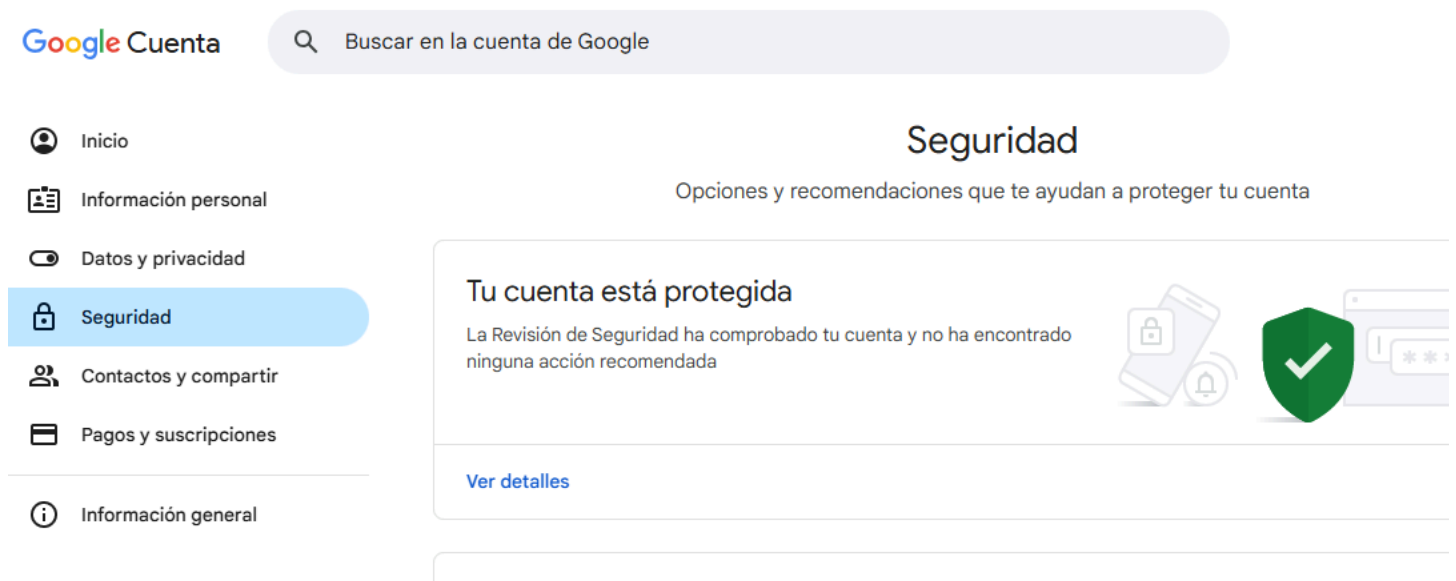 Google Cuenta
Buscar en la cuenta de Google
Inicio
Información personal
Datos y privacidad
Seguridad
Contactos y compartir
Pagos y suscripciones
Información general
Seguridad
Opciones y recomendaciones que te ayudan a proteger tu cuenta
Tu cuenta está protegida
La Revisión de Seguridad ha comprobado tu cuenta y no ha encontrado
ninguna acción recomendada
Ver detalles